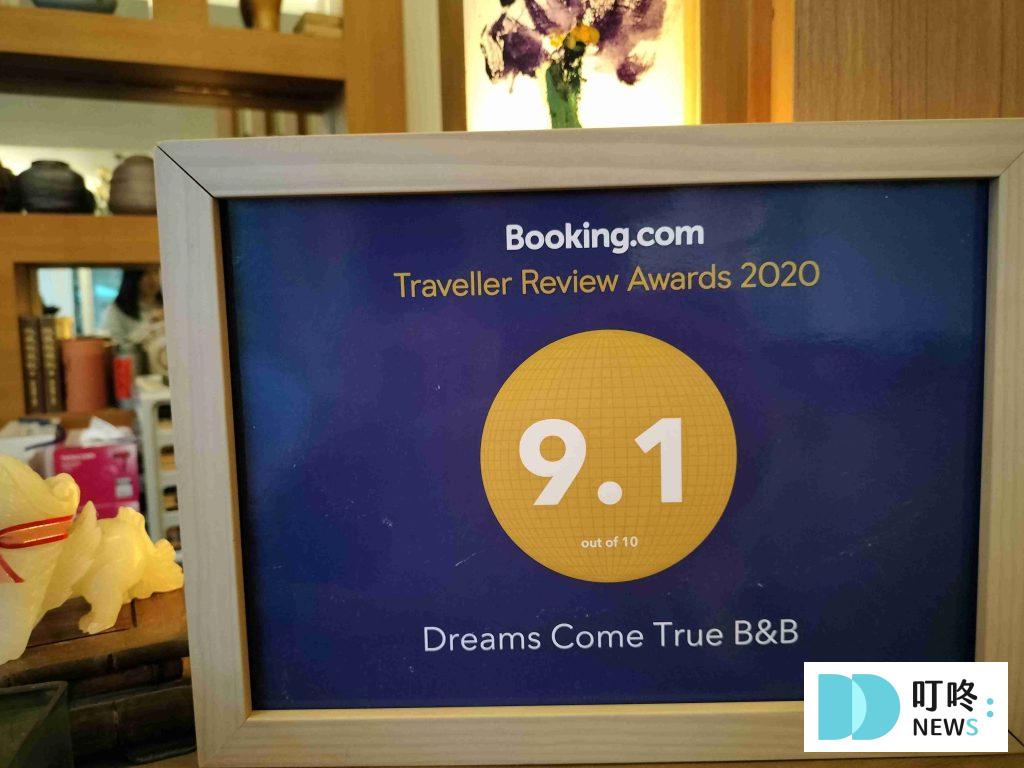 Booking.com
Traveller Review Awards 2020
9.1
out of 10
Dreams Come True B&B
叮咚
NEWS